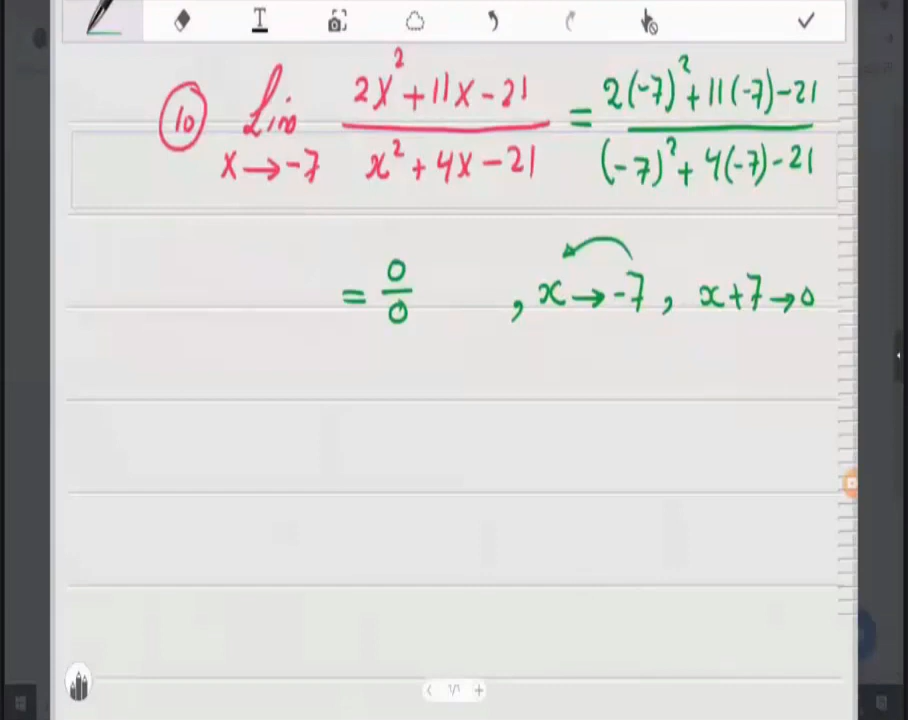 ⑩ Lim 2x² + 11x - 21 / x² + 4x - 21 = 2(-7)² + 11(-7) - 21 / (-7)² + 4(-7) - 21
x → -7
= 0/0 , x → -7 , x + 7 → 0